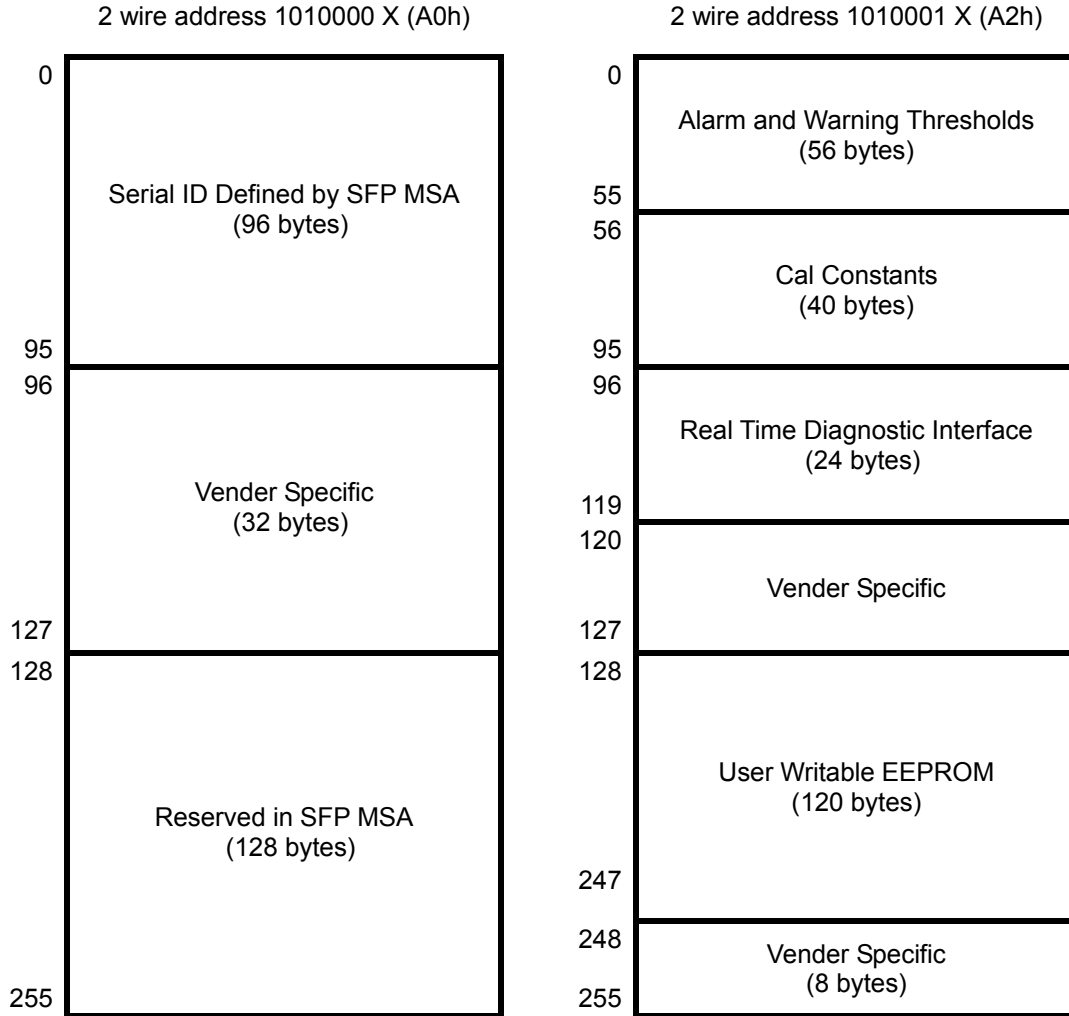 2 wire address 1010000 X (A0h)
0
Serial ID Defined by SFP MSA
(96 bytes)
95
96
Vender Specific
(32 bytes)
127
128
Reserved in SFP MSA
(128 bytes)
255
2 wire address 1010001 X (A2h)
0
Alarm and Warning Thresholds
(56 bytes)
55
56
Cal Constants
(40 bytes)
95
96
Real Time Diagnostic Interface
(24 bytes)
119
120
Vender Specific
127
128
User Writable EEPROM
(120 bytes)
247
248
Vender Specific
(8 bytes)
255